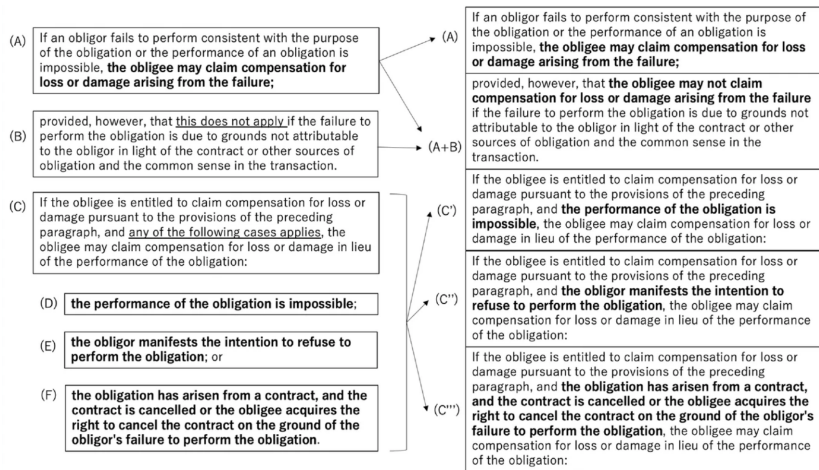 (A)
If an obligor fails to perform consistent with the purpose
of the obligation or the performance of an obligation is
impossible, the obligee may claim compensation for
loss or damage arising from the failure;
(B)
provided, however, that this does not apply if the failure to
perform the obligation is due to grounds not attributable
to the obligor in light of the contract or other sources of
obligation and the common sense in the transaction.
(C)
If the obligee is entitled to claim compensation for loss or
damage pursuant to the provisions of the preceding
paragraph, and any of the following cases applies, the
obligee may claim compensation for loss or damage in lieu
of the performance of the obligation:
(D)
the performance of the obligation is impossible;
(E)
the obligor manifests the intention to refuse to
perform the obligation; or
(F)
the obligation has arisen from a contract, and the
contract is cancelled or the obligee acquires the
right to cancel the contract on the ground of the
obligor's failure to perform the obligation.
(A)
If an obligor fails to perform consistent with the purpose of
the obligation or the performance of an obligation is
impossible, the obligee may claim compensation for loss
or damage arising from the failure;
(A+B)
provided, however, that the obligee may not claim
compensation for loss or damage arising from the failure
if the failure to perform the obligation is due to grounds not
attributable to the obligor in light of the contract or other
sources of obligation and the common sense in the
transaction.
(C')
If the obligee is entitled to claim compensation for loss or
damage pursuant to the provisions of the preceding
paragraph, and the performance of the obligation is
impossible, the obligee may claim compensation for loss or
damage in lieu of the performance of the obligation:
(C'')
If the obligee is entitled to claim compensation for loss or
damage pursuant to the provisions of the preceding
paragraph, and the obligor manifests the intention to
refuse to perform the obligation, the obligee may claim
compensation for loss or damage in lieu of the performance
of the obligation:
(C''')
If the obligee is entitled to claim compensation for loss or
damage pursuant to the provisions of the preceding
paragraph, and the obligation has arisen from a contract,
and the contract is cancelled or the obligee acquires the
right to cancel the contract on the ground of the obligor's
failure to perform the obligation, the obligee may claim
compensation for loss or damage in lieu of the performance
of the obligation: